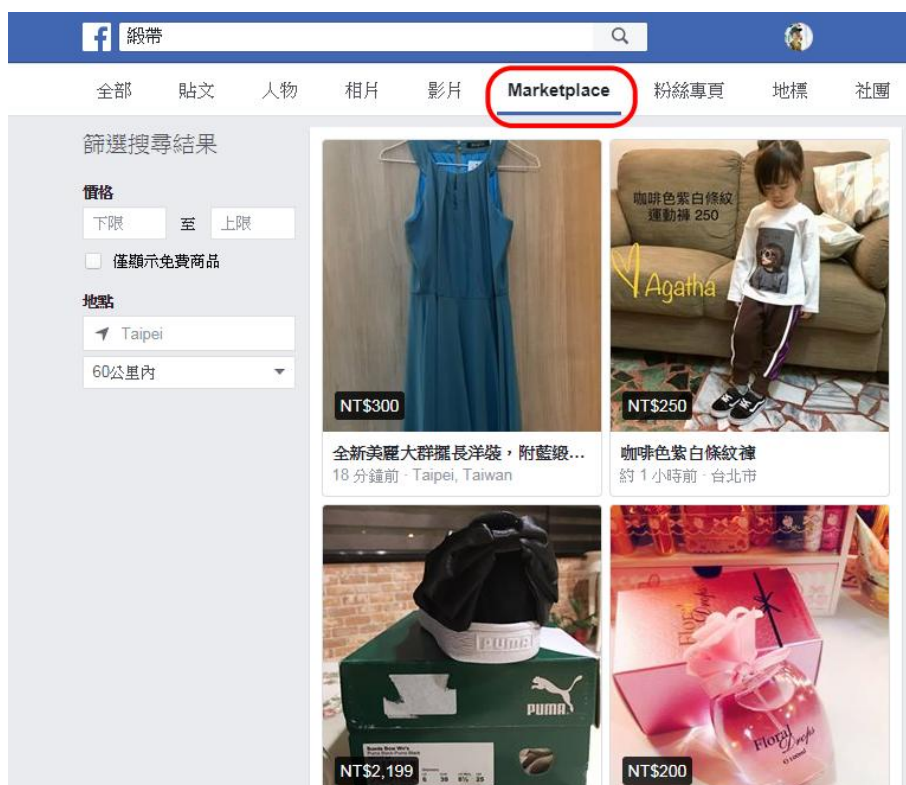 f
緞帶
全部 貼文 人物 相片 影片 Marketplace 粉絲專頁 地標 社團
篩選搜尋結果
價格
下限 至 上限
僅顯示免費商品
地點
Taipei
60公里內
NT$300
全新美麗大群擺長洋裝,附藍緞...
18 分鐘前 · Taipei, Taiwan
咖啡色紫白條紋
運動褲 250
Agatha
NT$250
咖啡色紫白條紋褲
約 1 小時前 · 台北市
PUMA
PUMA
NT$2,199
Floral
Drops
Floral
Drops
NT$200